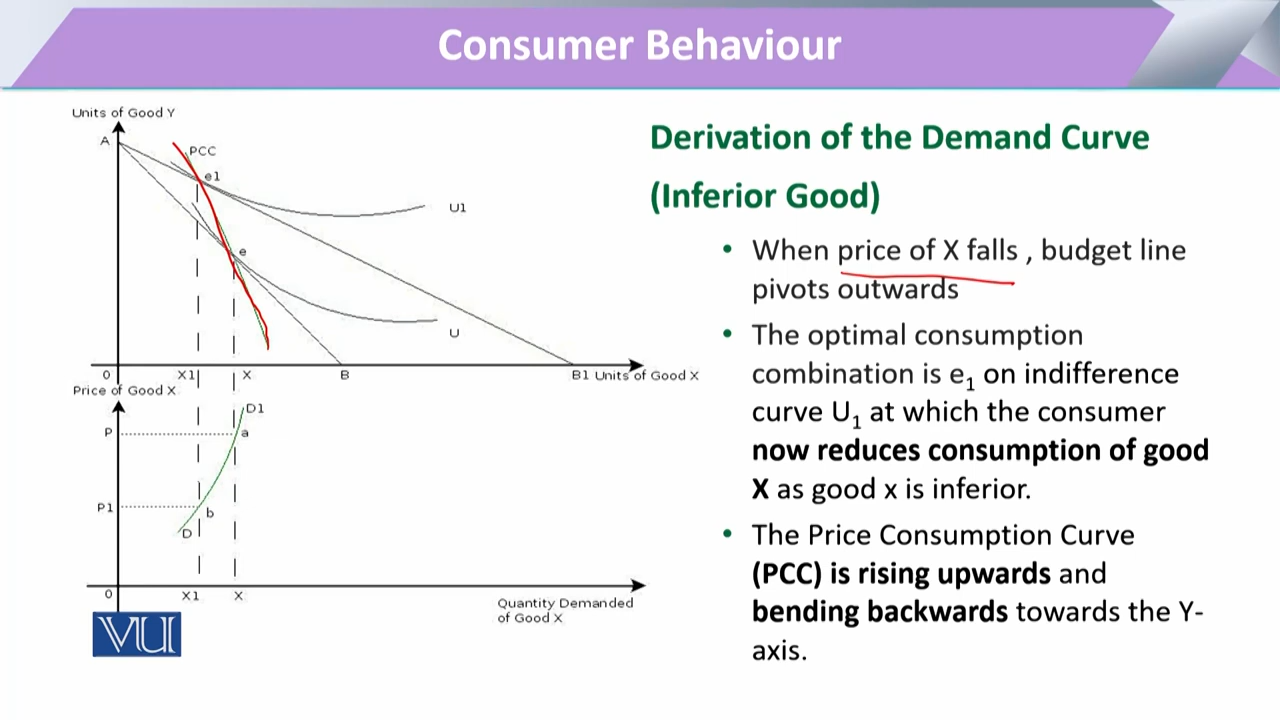 Consumer Behaviour
Units of Good Y
A
PCC
e1
U1
e
U
0
X1
X
B
B1 Units of Good X
Price of Good X
D1
P
a
P1
b
D
0
X1
X
Quantity Demanded
of Good X
VU
Derivation of the Demand Curve
(Inferior Good)
• When price of X falls , budget line
pivots outwards
• The optimal consumption
combination is e1 on indifference
curve U1 at which the consumer
now reduces consumption of good
X as good x is inferior.
• The Price Consumption Curve
(PCC) is rising upwards and
bending backwards towards the Y-
axis.